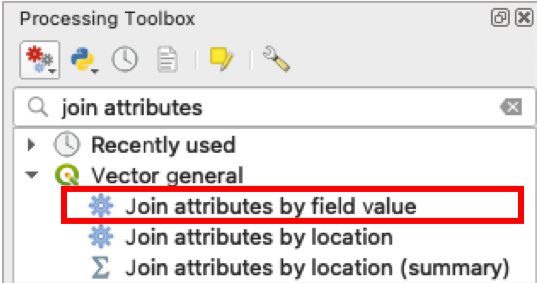 Processing Toolbox
join attributes
Recently used
Vector general
Join attributes by field value
Join attributes by location
Join attributes by location (summary)